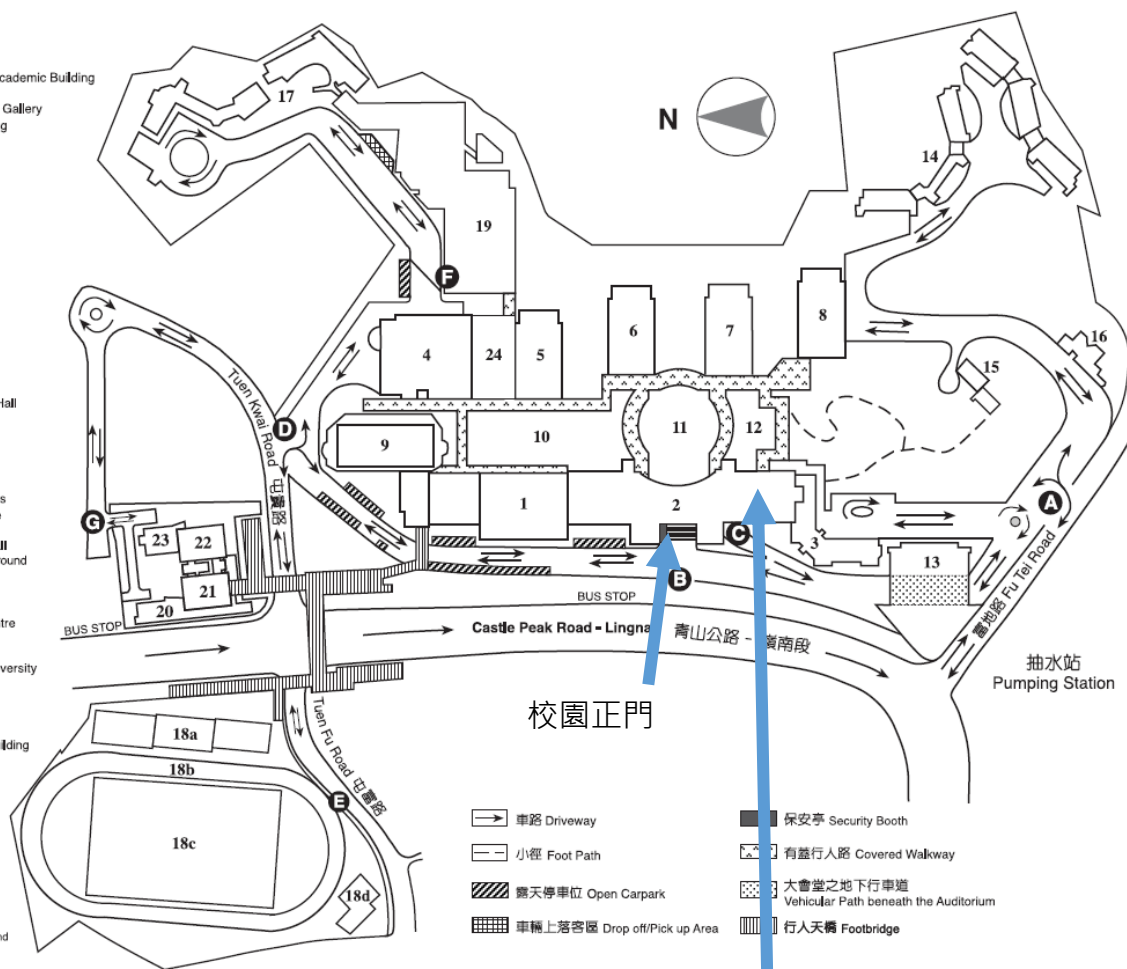 cademic Building
Gallery
g
Hall
s
e
ll
ound
tre
versity
ilding
nd
N
17
14
19
F
6
7
8
16
4
24
5
15
Tuen Kwai Road 屯貴路
D
9
10
11
12
A
G
1
2
23
22
C
3
13
21
20
B
BUS STOP
BUS STOP
富地路 Fu Tei Road
Castle Peak Road - Lingna
青山公路 - 嶺南段
抽水站
Pumping Station
校園正門
Tuen Fu Road 屯富路
18a
18b
E
18c
18d
車路 Driveway
小徑 Foot Path
露天停車位 Open Carpark
車輛上落客區 Drop off/Pick up Area
保安亭 Security Booth
有蓋行人路 Covered Walkway
大會堂之地下行車道
Vehicular Path beneath the Auditorium
行人天橋 Footbridge